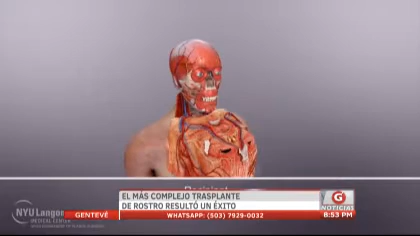 Recipient
EL MÁS COMPLEJO TRASPLANTE
DE ROSTRO RESULTÓ UN ÉXITO
G
NOTICIAS
NYU Langone
MEDICAL CENTER
GENTEVÉ
WHATSAPP: (503) 7929-0032
8:53 PM